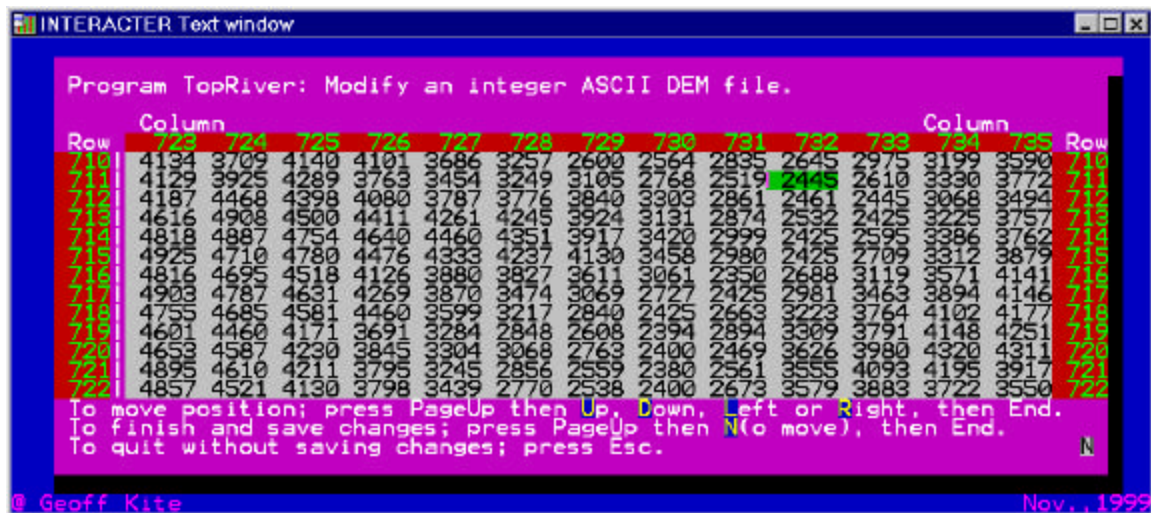 INTERACTER Text window
Program TopRiver: Modify an integer ASCII DEM file.
Column Column
Row 723 724 725 726 727 728 729 730 731 732 733 734 735 Row
710 4134 3709 4140 4101 3686 3257 2600 2564 2835 2645 2975 3199 3590 710
711 4129 3925 4289 3763 3454 3249 3105 2768 2519 2445 2610 3330 3772 711
712 4187 4468 4398 4080 3787 3776 3840 3303 2861 2461 2445 3068 3494 712
713 4616 4908 4500 4411 4261 4245 3924 3131 2874 2532 2425 3225 3757 713
714 4818 4887 4754 4640 4460 4351 3917 3420 2999 2425 2595 3386 3762 714
715 4925 4710 4780 4476 4333 4237 4130 3458 2980 2425 2709 3312 3879 715
716 4816 4695 4518 4126 3880 3827 3611 3061 2350 2688 3119 3571 4141 716
717 4903 4787 4631 4269 3870 3474 3069 2727 2425 2981 3463 3894 4146 717
718 4755 4685 4581 4460 3599 3217 2840 2425 2663 3223 3764 4102 4177 718
719 4601 4460 4171 3691 3284 2848 2608 2394 2894 3309 3791 4148 4251 719
720 4653 4587 4230 3845 3304 3068 2763 2400 2469 3626 3980 4320 4311 720
721 4895 4610 4211 3795 3245 2856 2559 2380 2561 3555 4093 4195 3917 721
722 4857 4521 4130 3798 3439 2770 2538 2400 2673 3579 3883 3722 3550 722
To move position; press PageUp then Up, Down, Left or Right, then End.
To finish and save changes; press PageUp then N(o move), then End.
To quit without saving changes; press Esc. N
@ Geoff Kite Nov.,1999